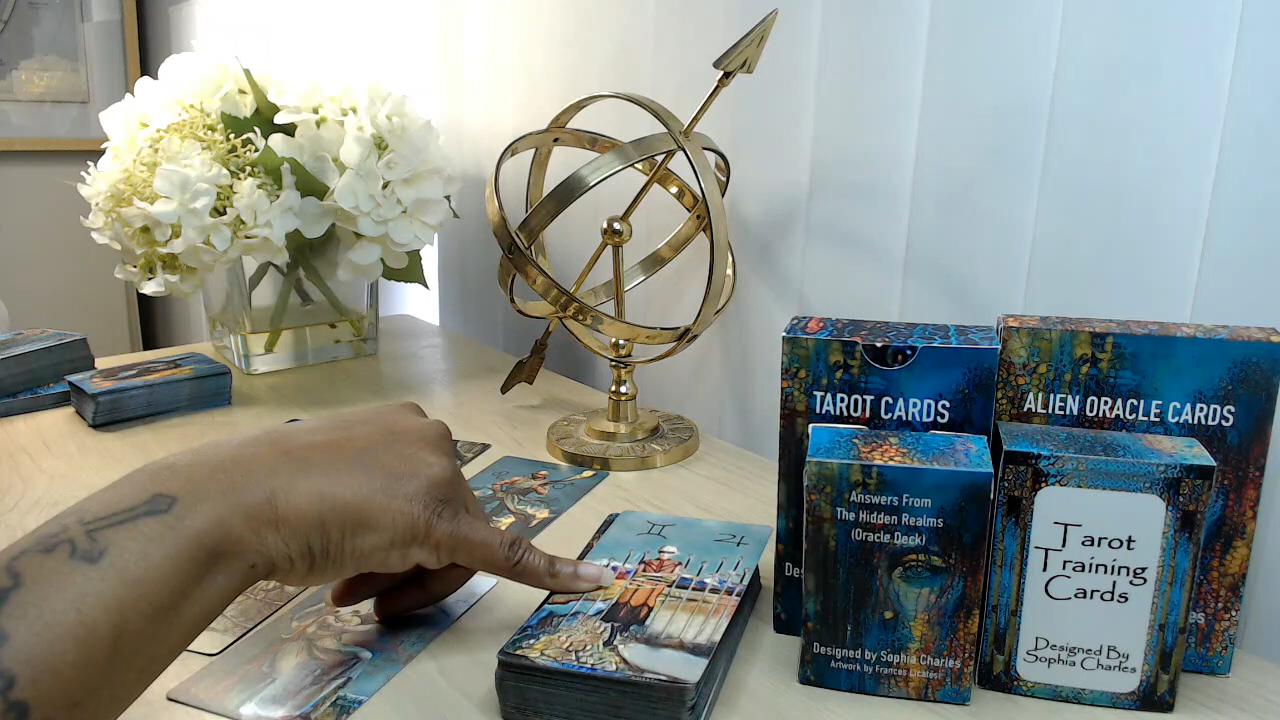 TAROT CARDS
ALIEN ORACLE CARDS
Answers From
The Hidden Realms
(Oracle Deck)
Designed by Sophia Charles
Artwork by Frances Licalesi
Tarot
Training
Cards
Designed By
Sophia Charles